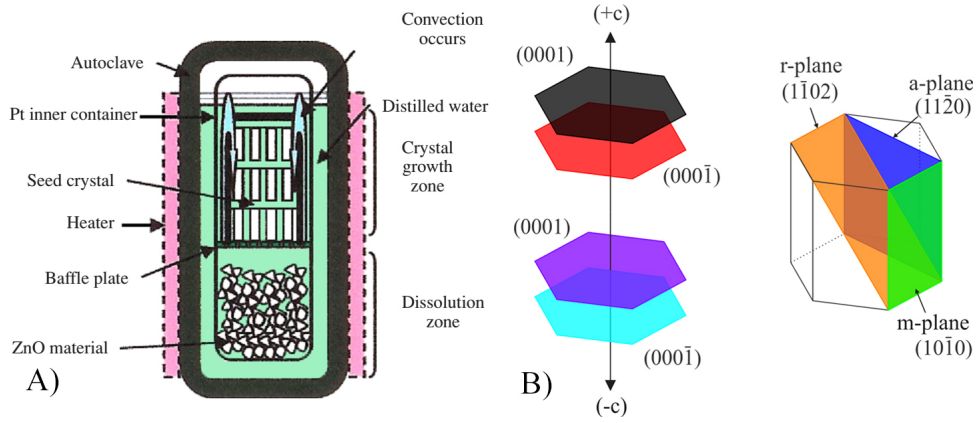 Autoclave
Pt inner container
Seed crystal
Heater
Baffle plate
ZnO material
A)
Convection
occurs
Distilled water
Crystal
growth
zone
Dissolution
zone
B)
(+c)
(0001)
(0001̄)
(0001)
(0001̄)
(-c)
r-plane
(11̄02)
a-plane
(112̄0)
m-plane
(101̄0)